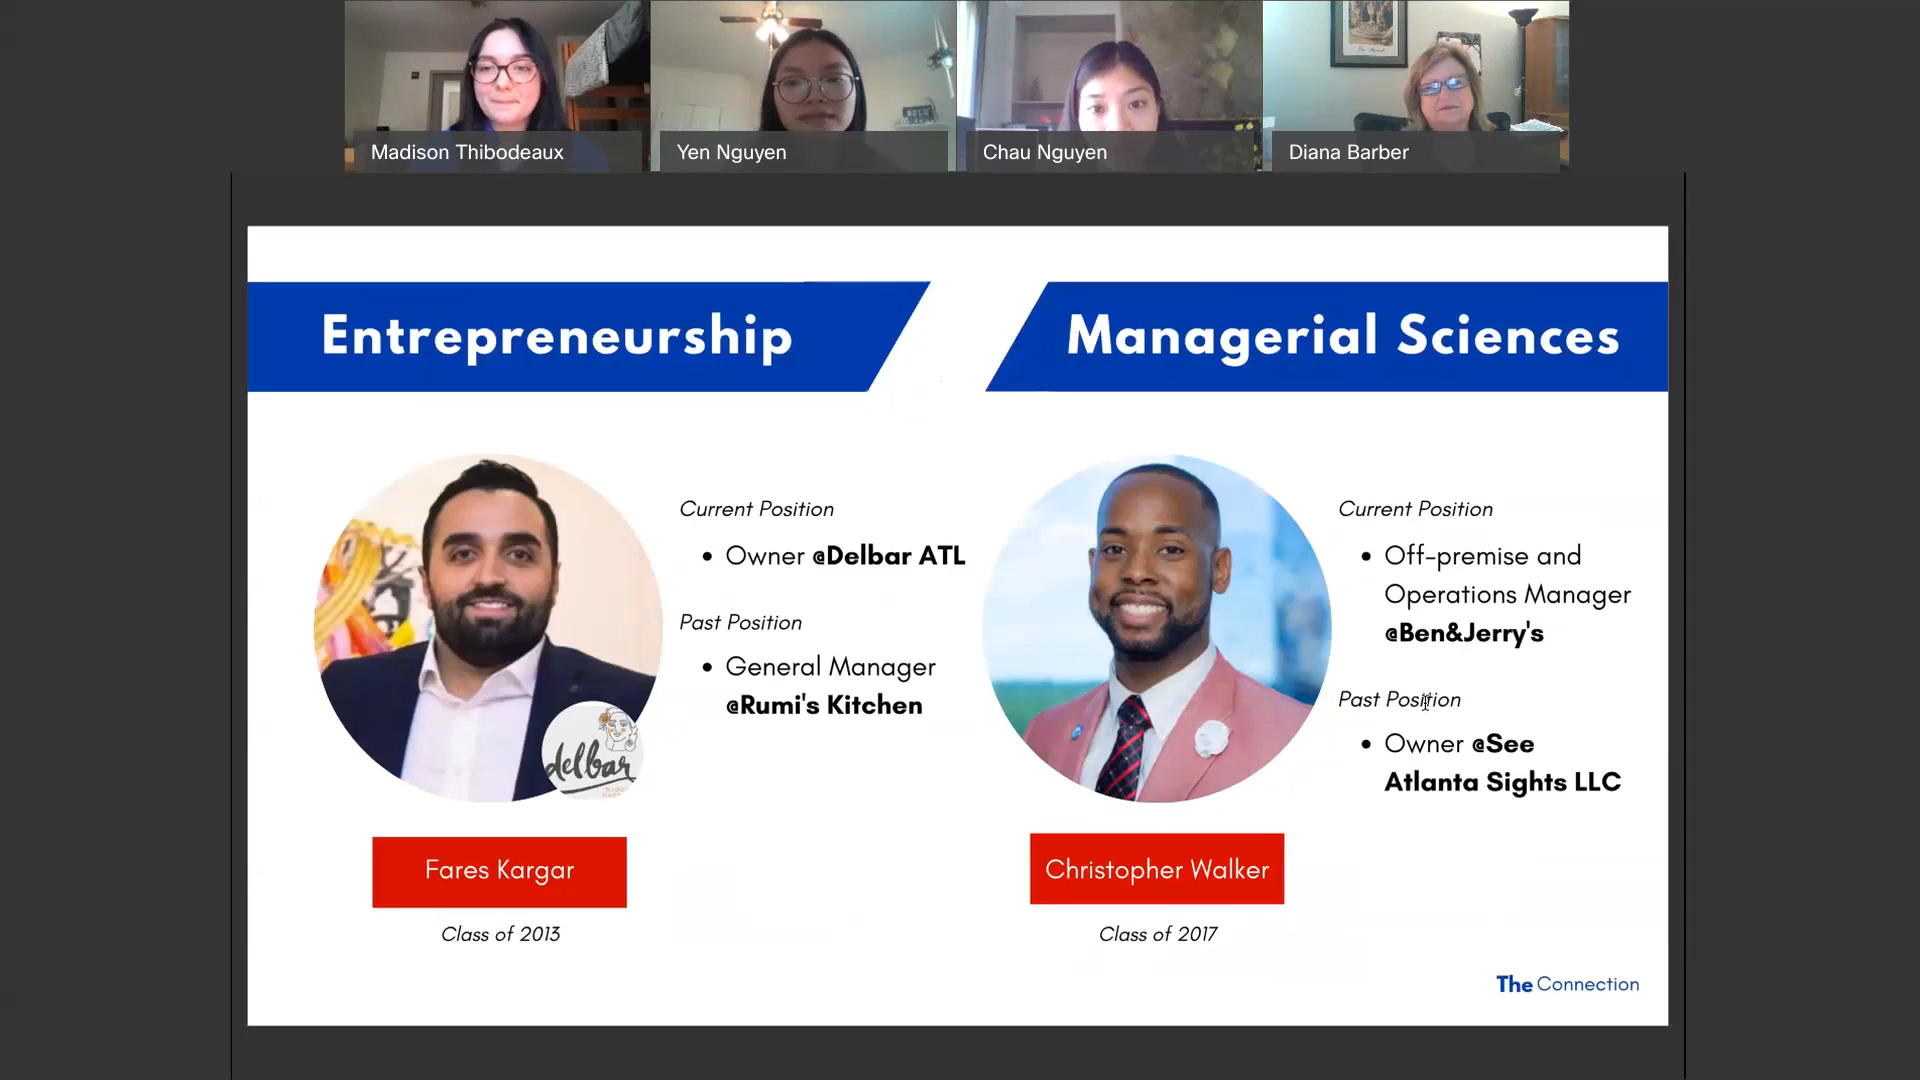 Madison Thibodeaux
Yen Nguyen
Chau Nguyen
Diana Barber
Entrepreneurship
Managerial Sciences
Current Position
• Owner @Delbar ATL
Past Position
• General Manager
@Rumi's Kitchen
delbar
Fares Kargar
Class of 2013
Current Position
• Off-premise and
Operations Manager
@Ben&Jerry's
Past Position
• Owner @See
Atlanta Sights LLC
Christopher Walker
Class of 2017
The Connection